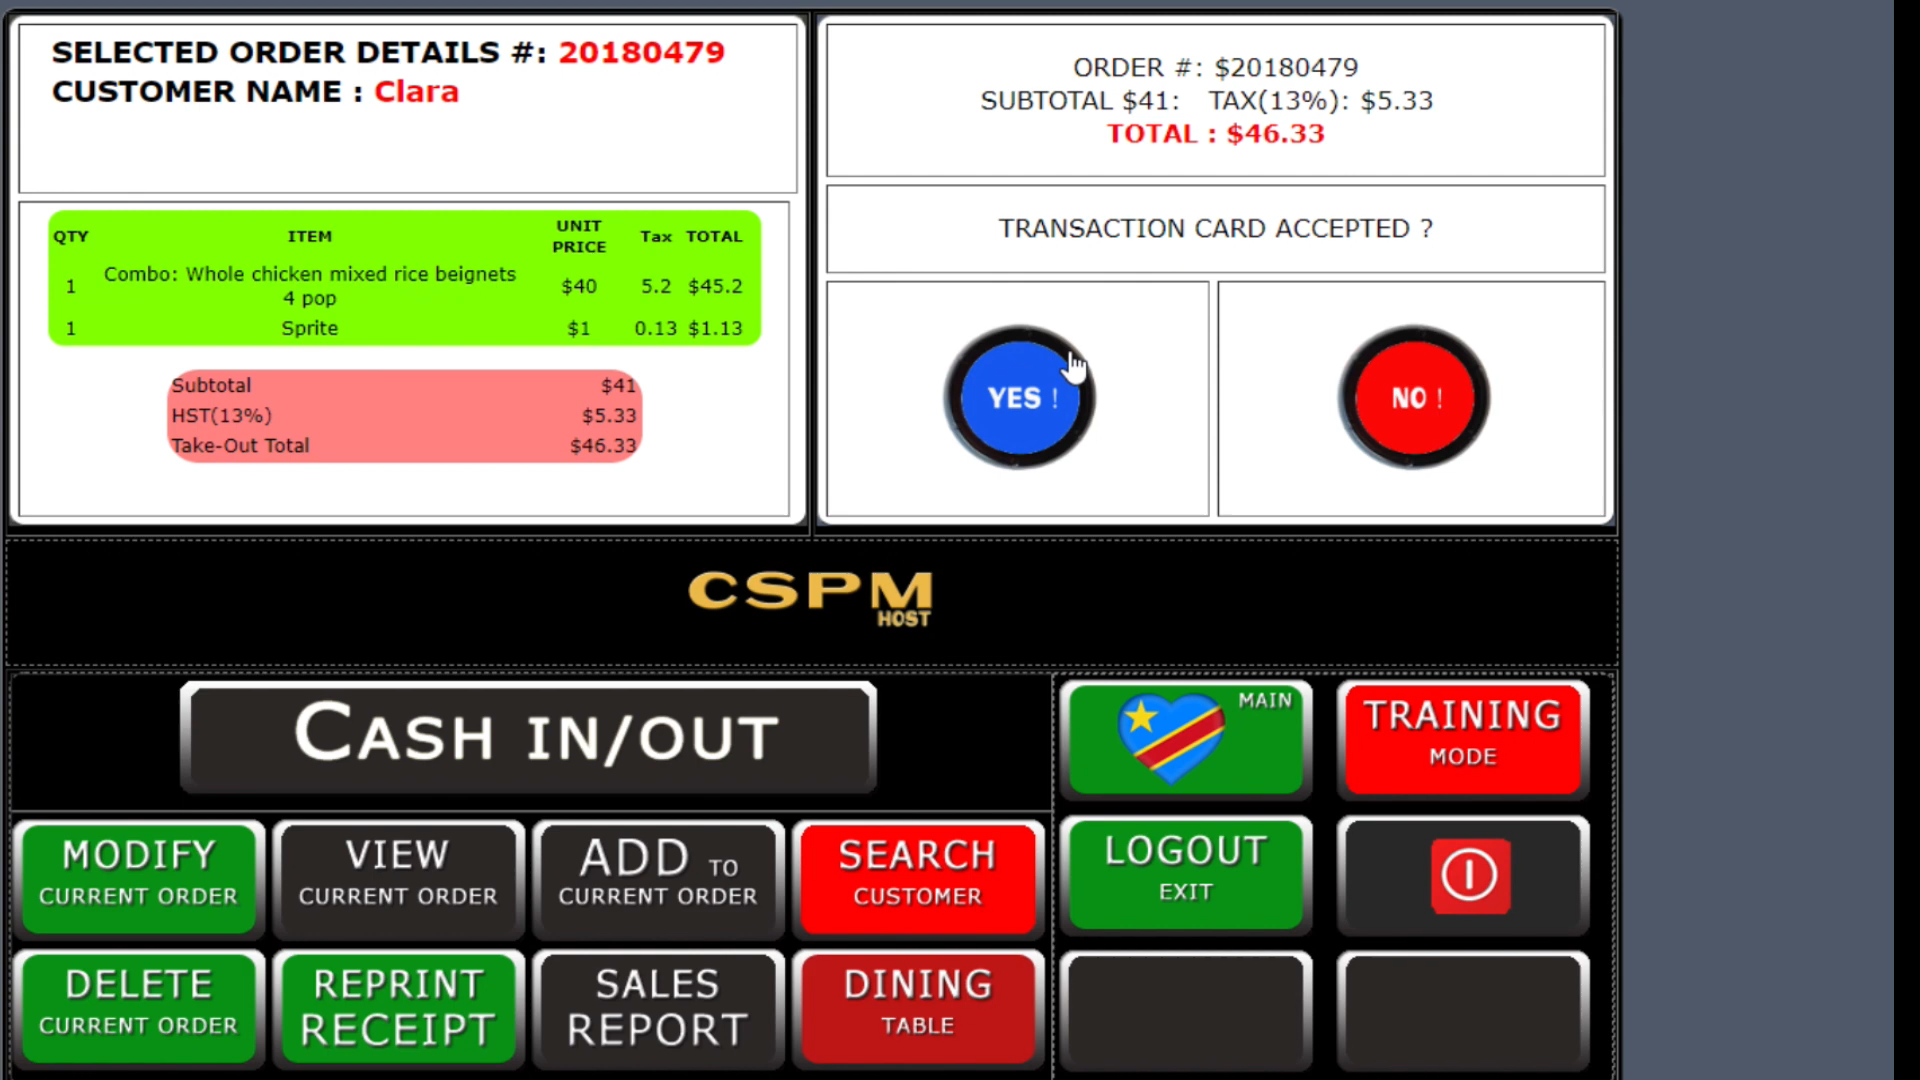 SELECTED ORDER DETAILS #: 20180479
CUSTOMER NAME : Clara
QTY ITEM UNIT PRICE Tax TOTAL
1 Combo: Whole chicken mixed rice beignets 4 pop $40 5.2 $45.2
1 Sprite $1 0.13 $1.13
Subtotal $41
HST(13%) $5.33
Take-Out Total $46.33
ORDER #: $20180479
SUBTOTAL $41: TAX(13%): $5.33
TOTAL : $46.33
TRANSACTION CARD ACCEPTED ?
YES !
NO !
CSPM
HOST
CASH IN/OUT
MAIN
TRAINING
MODE
MODIFY
CURRENT ORDER
VIEW
CURRENT ORDER
ADD TO
CURRENT ORDER
SEARCH
CUSTOMER
LOGOUT
EXIT
DELETE
CURRENT ORDER
REPRINT
RECEIPT
SALES
REPORT
DINING
TABLE